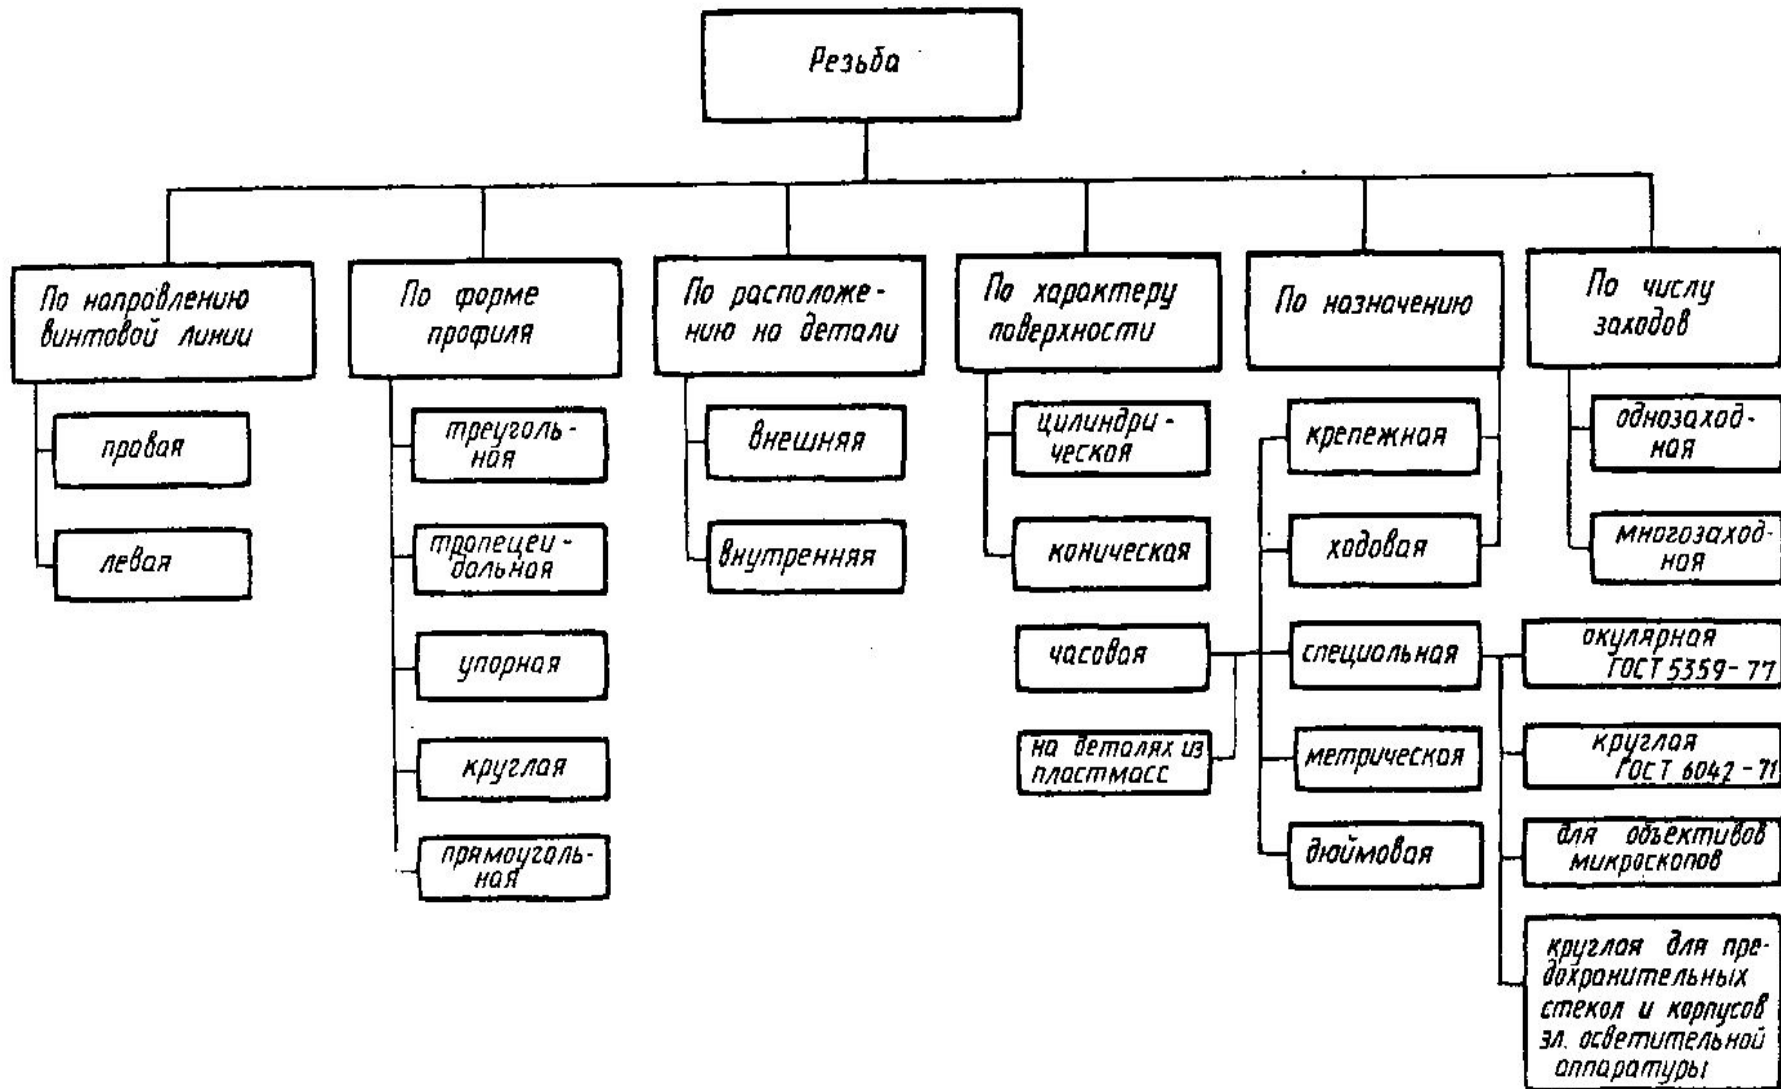 Резьба
По направлению
винтовой линии
правая
левая
По форме
профиля
треуголь-
ная
трапецеи-
дальная
упорная
круглая
прямоуголь-
ная
По расположе-
нию на детали
внешняя
внутренняя
По характеру
поверхности
цилиндри-
ческая
коническая
По назначению
крепежная
ходовая
специальная
метрическая
дюймовая
часовая
на деталях из
пластмасс
окулярная
ГОСТ 5359-77
круглая
ГОСТ 6042-71
для объективов
микроскопов
круглая для пре-
дохранительных
стекол и корпусов
эл. осветительной
аппаратуры
По числу
заходов
однозаход-
ная
многозаход-
ная